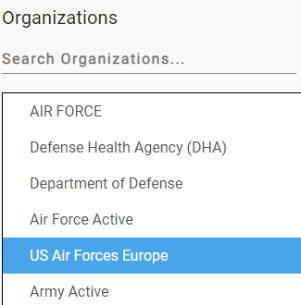 Organizations
Search Organizations...
AIR FORCE
Defense Health Agency (DHA)
Department of Defense
Air Force Active
US Air Forces Europe
Army Active